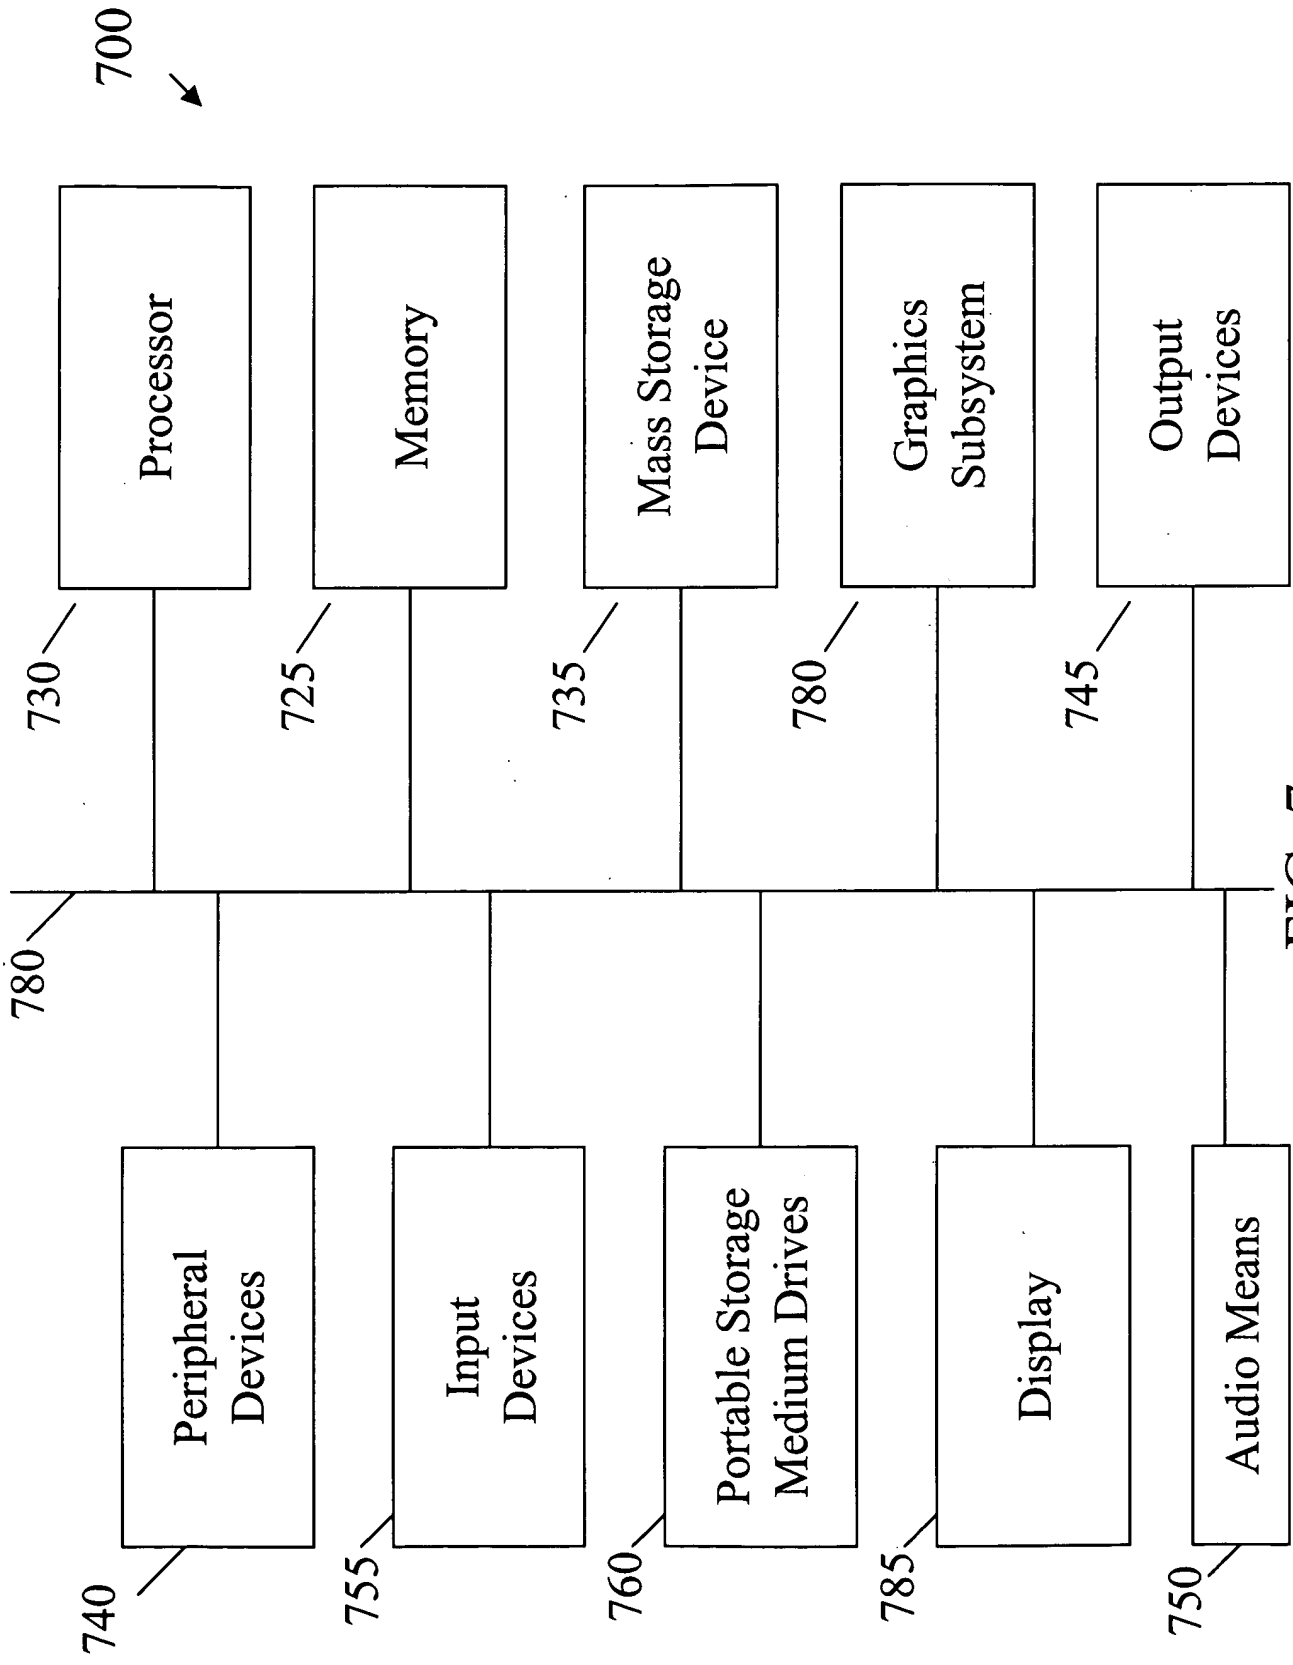 700
780
730
Processor
740
Peripheral
Devices
725
Memory
755
Input
Devices
735
Mass Storage
Device
760
Portable Storage
Medium Drives
780
Graphics
Subsystem
785
Display
745
Output
Devices
750
Audio Means